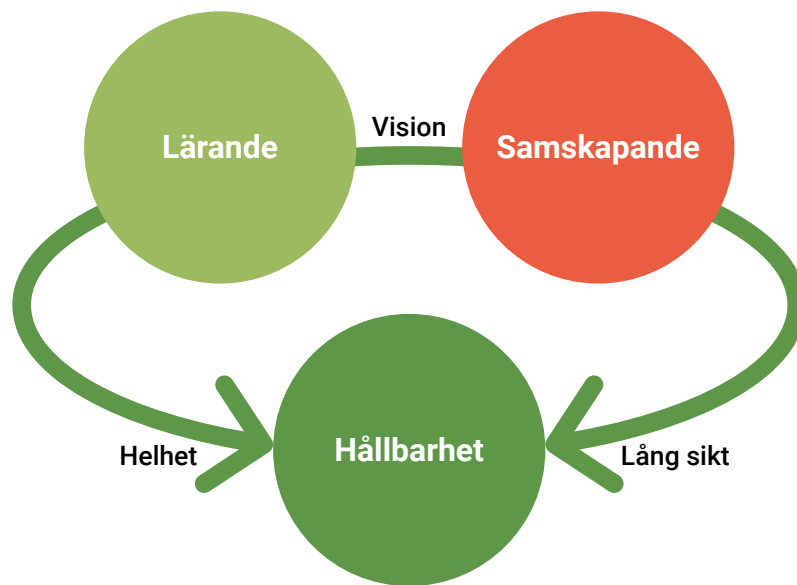 Lärande
Vision
Samskapande
Hållbarhet
Helhet
Lång sikt